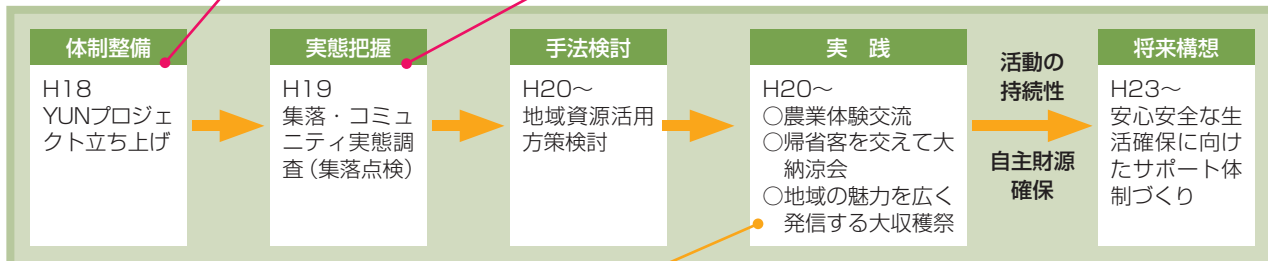 体制整備
H18
YUNプロジェ
クト立ち上げ
実態把握
H19
集落・コミュ
ニティ実態調
査（集落点検）
手法検討
H20～
地域資源活用
方策検討
実　践
H20～
○農業体験交流
○帰省客を交えて大
納涼会
○地域の魅力を広く
発信する大収穫祭
活動の
持続性
自主財源
確保
将来構想
H23～
安心安全な生
活確保に向け
たサポート体
制づくり